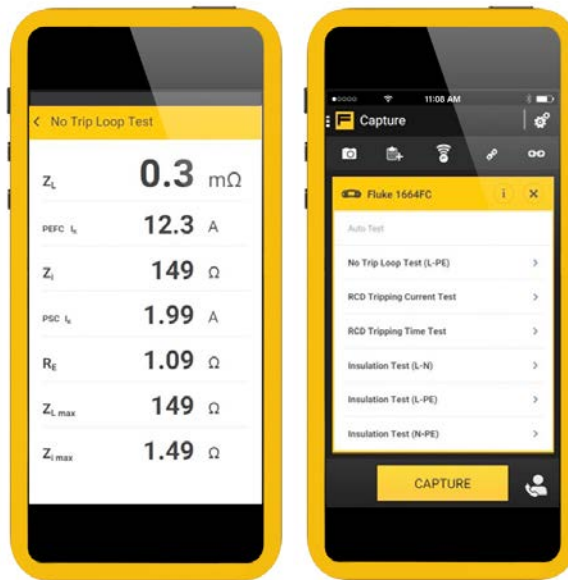 No Trip Loop Test
ZL 0.3 mΩ
PEFC Ik 12.3 A
Zi 149 Ω
PSC Ik 1.99 A
RE 1.09 Ω
ZL max 149 Ω
Zi max 1.49 Ω
11:08 AM
F Capture
Fluke 1664FC i
Auto Test
No Trip Loop Test (L-PE)
RCD Tripping Current Test
RCD Tripping Time Test
Insulation Test (L-N)
Insulation Test (L-PE)
Insulation Test (N-PE)
CAPTURE